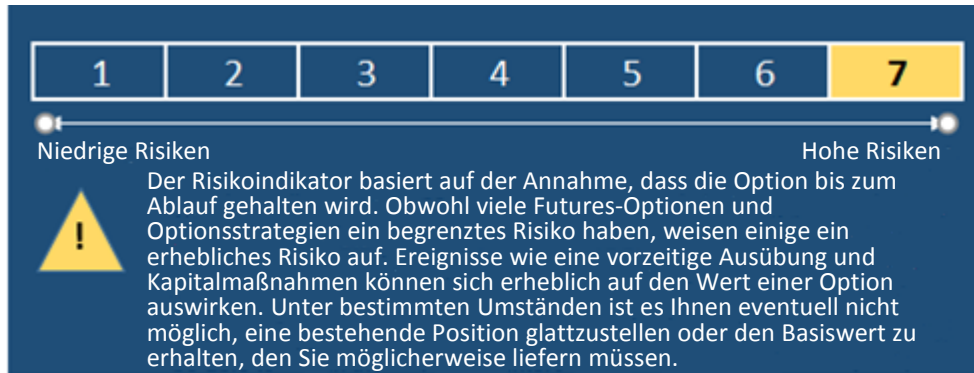 1 2 3 4 5 6 7
Niedrige Risiken Hohe Risiken
Der Risikoindikator basiert auf der Annahme, dass die Option bis zum
Ablauf gehalten wird. Obwohl viele Futures-Optionen und
! Optionsstrategien ein begrenztes Risiko haben, weisen einige ein
erhebliches Risiko auf. Ereignisse wie eine vorzeitige Ausübung und
Kapitalmaßnahmen können sich erheblich auf den Wert einer Option
auswirken. Unter bestimmten Umständen ist es Ihnen eventuell nicht
möglich, eine bestehende Position glattzustellen oder den Basiswert zu
erhalten, den Sie möglicherweise liefern müssen.